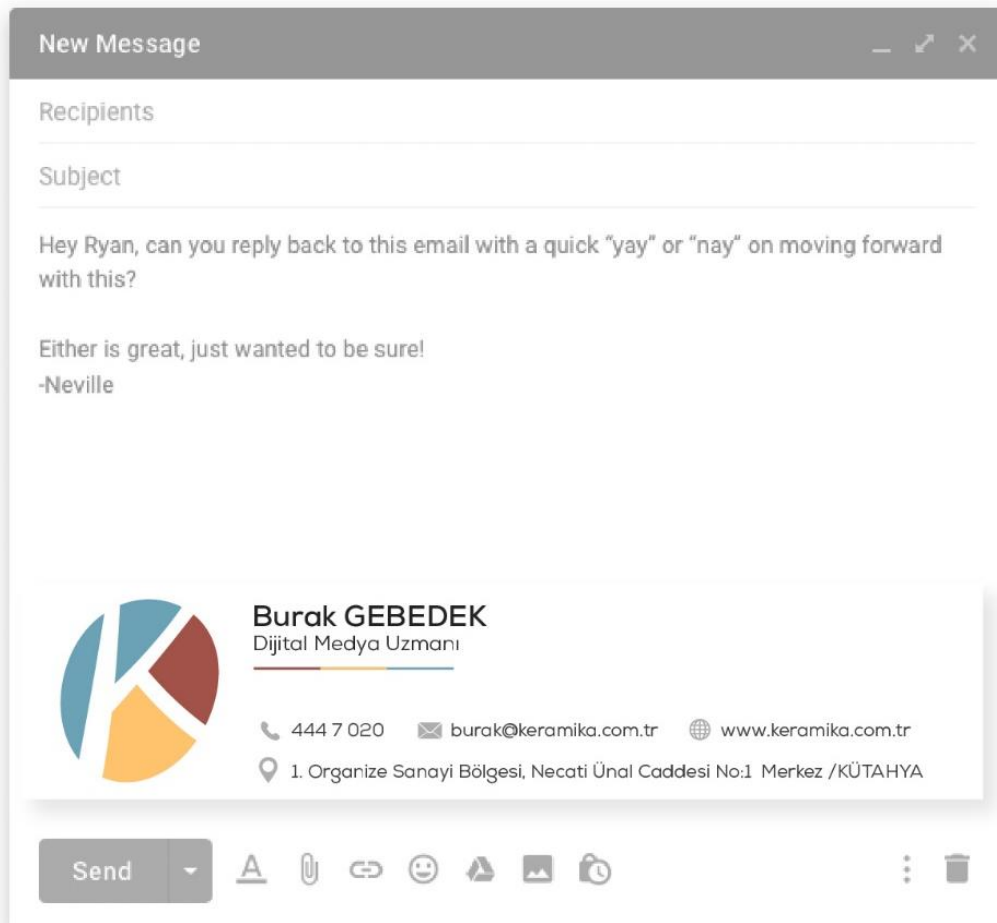 New Message
Recipients
Subject
Hey Ryan, can you reply back to this email with a quick “yay” or “nay” on moving forward
with this?
Either is great, just wanted to be sure!
-Neville
Burak GEBEDEK
Dijital Medya Uzmanı
444 7 020 burak@keramika.com.tr www.keramika.com.tr
1. Organize Sanayi Bölgesi, Necati Ünal Caddesi No:1 Merkez /KÜTAHYA
Send